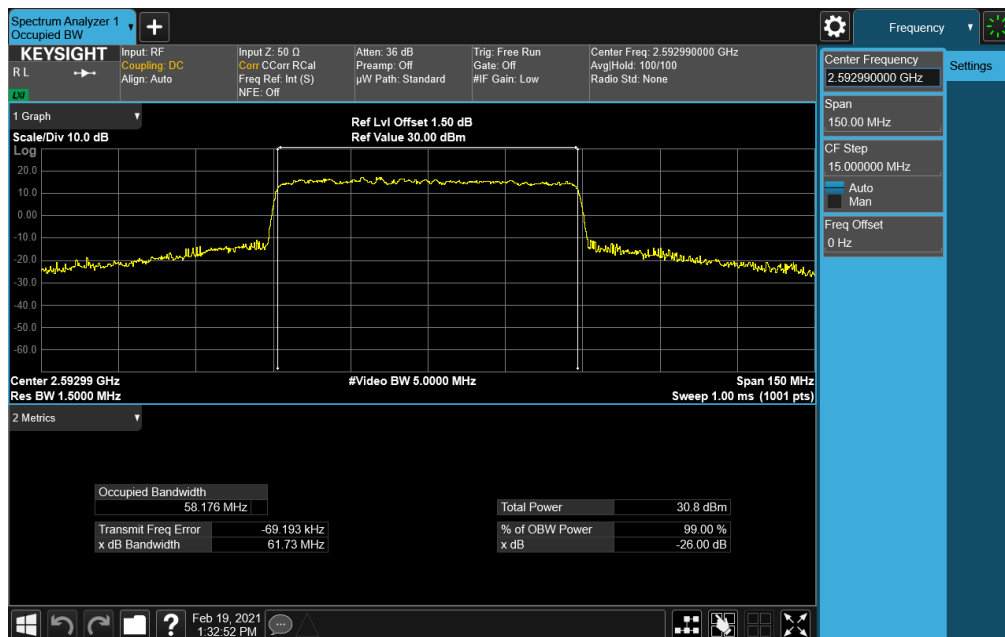 Spectrum Analyzer 1
Occupied BW
Frequency
KEYSIGHT
R L
LXI
Input: RF
Coupling: DC
Align: Auto
Input Z: 50 Ω
Corr CCorr RCal
Freq Ref: Int (S)
NFE: Off
Atten: 36 dB
Preamp: Off
µW Path: Standard
Trig: Free Run
Gate: Off
#IF Gain: Low
Center Freq: 2.592990000 GHz
Avg|Hold: 100/100
Radio Std: None
Center Frequency
2.592990000 GHz
Settings
Span
150.00 MHz
CF Step
15.000000 MHz
Auto
Man
Freq Offset
0 Hz
1 Graph
Scale/Div 10.0 dB
Ref Lvl Offset 1.50 dB
Ref Value 30.00 dBm
Log
20.0
10.0
0.00
-10.0
-20.0
-30.0
-40.0
-50.0
-60.0
Center 2.59299 GHz
#Video BW 5.0000 MHz
Span 150 MHz
Res BW 1.5000 MHz
Sweep 1.00 ms (1001 pts)
2 Metrics
Occupied Bandwidth
58.176 MHz
Total Power 30.8 dBm
Transmit Freq Error -69.193 kHz
% of OBW Power 99.00 %
x dB Bandwidth 61.73 MHz
x dB -26.00 dB
?
Feb 19, 2021
1:32:52 PM